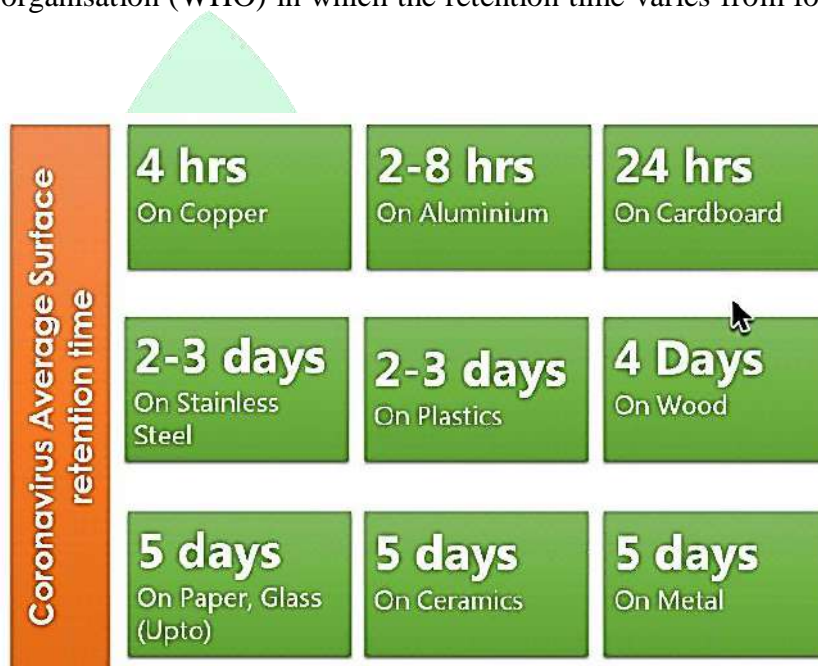 organisation (WHO) in which the retention time varies from fo
Coronavirus Average Surface
retention time
4 hrs
On Copper
2-8 hrs
On Aluminium
24 hrs
On Cardboard
2-3 days
On Stainless
Steel
2-3 days
On Plastics
4 Days
On Wood
5 days
On Paper, Glass
(Upto)
5 days
On Ceramics
5 days
On Metal